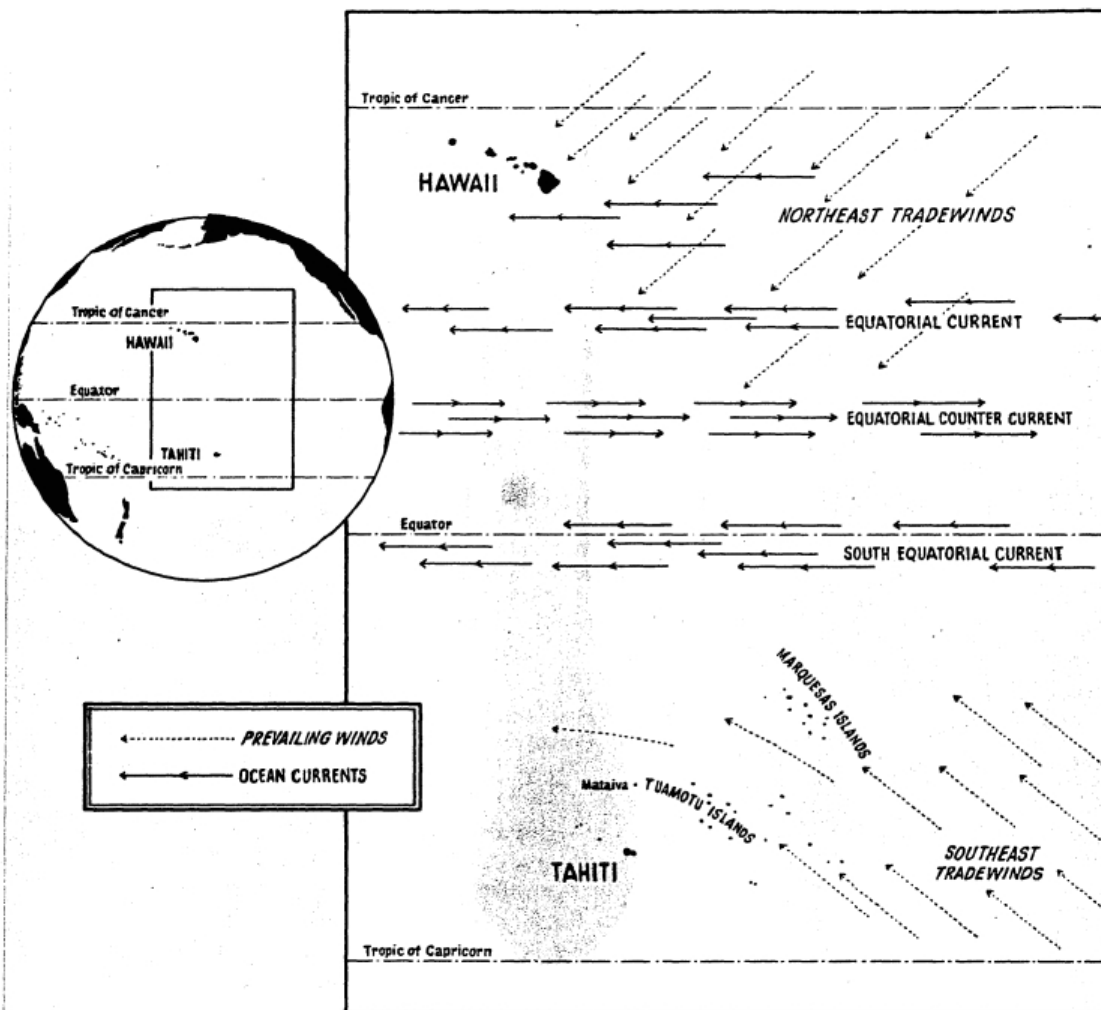 Tropic of Cancer
HAWAII
NORTHEAST TRADEWINDS
EQUATORIAL CURRENT
EQUATORIAL COUNTER CURRENT
Equator
SOUTH EQUATORIAL CURRENT
MARQUESAS ISLANDS
Mataiva
TUAMOTU ISLANDS
TAHITI
SOUTHEAST
TRADEWINDS
Tropic of Capricorn
Tropic of Cancer
HAWAII
Equator
TAHITI
Tropic of Capricorn
PREVAILING WINDS
OCEAN CURRENTS